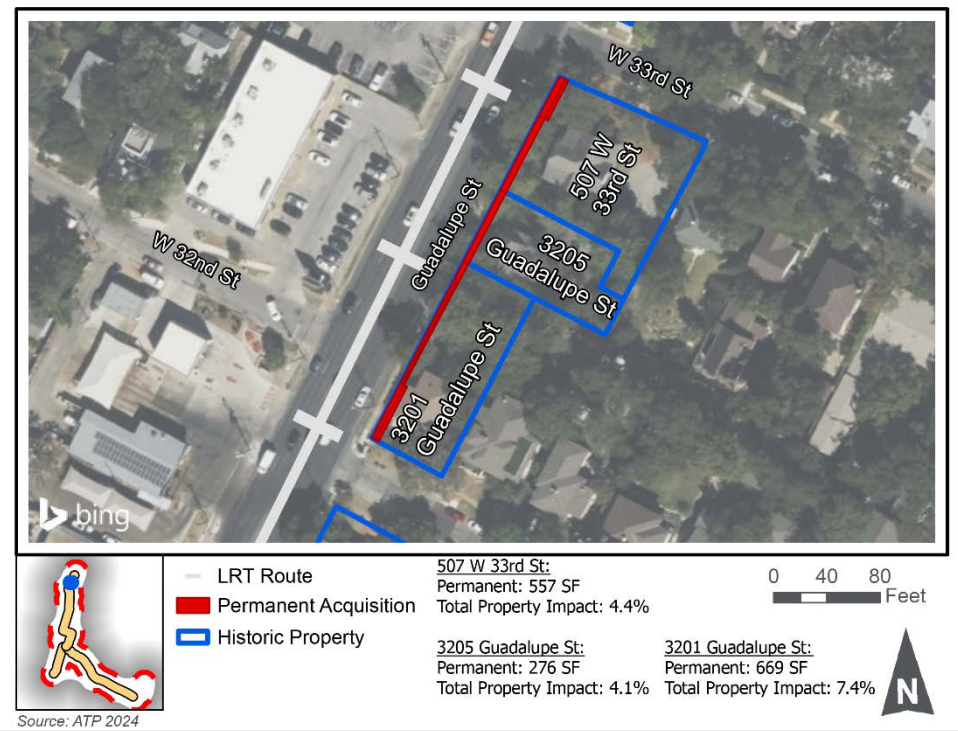 W 33rd St
507 W
33rd St
Guadalupe St
3205
Guadalupe St
W 32nd St
3201
Guadalupe St
bing
LRT Route
Permanent Acquisition
Historic Property
507 W 33rd St:
Permanent: 557 SF
Total Property Impact: 4.4%
3205 Guadalupe St:
Permanent: 276 SF
Total Property Impact: 4.1%
3201 Guadalupe St:
Permanent: 669 SF
Total Property Impact: 7.4%
0 40 80
Feet
N
Source: ATP 2024